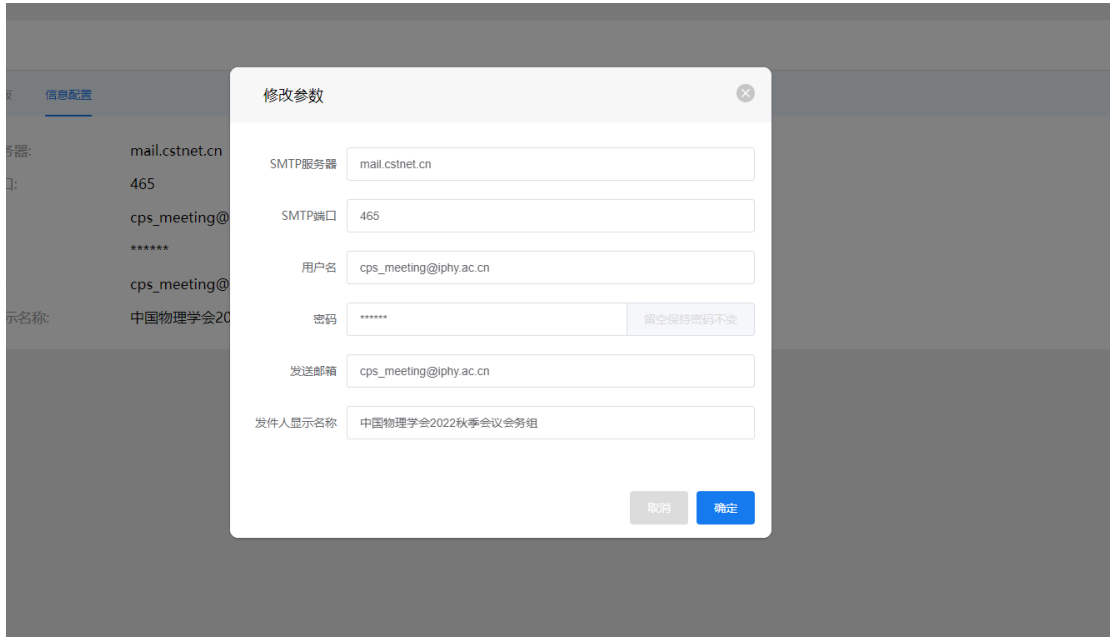 修改参数
信息配置
SMTP服务器 mail.cstnet.cn
SMTP端口 465
用户名 cps_meeting@iphy.ac.cn
密码 ****** 留空保持密码不变
发送邮箱 cps_meeting@iphy.ac.cn
发件人显示名称 中国物理学会2022秋季会议会务组
取消 确定
务器: mail.cstnet.cn
口: 465
cps_meeting@
******
cps_meeting@
示名称: 中国物理学会20